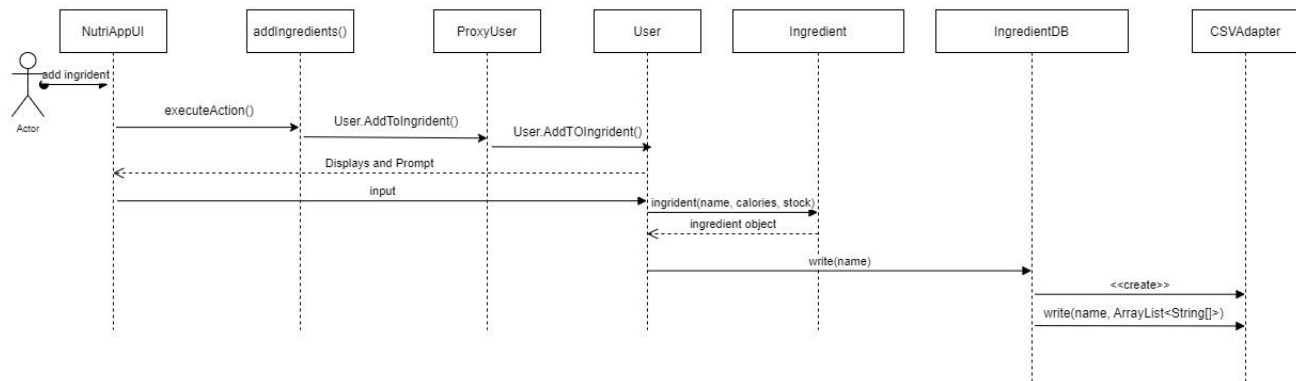 NutriAppUI
addIngredients()
ProxyUser
User
Ingredient
IngredientDB
CSVAdapter
add ingrident
Actor
executeAction()
User.AddToIngrident()
User.AddTOIngrident()
Displays and Prompt
input
ingrident(name, calories, stock)
ingredient object
write(name)
<<create>>
write(name, ArrayList<String[]>)